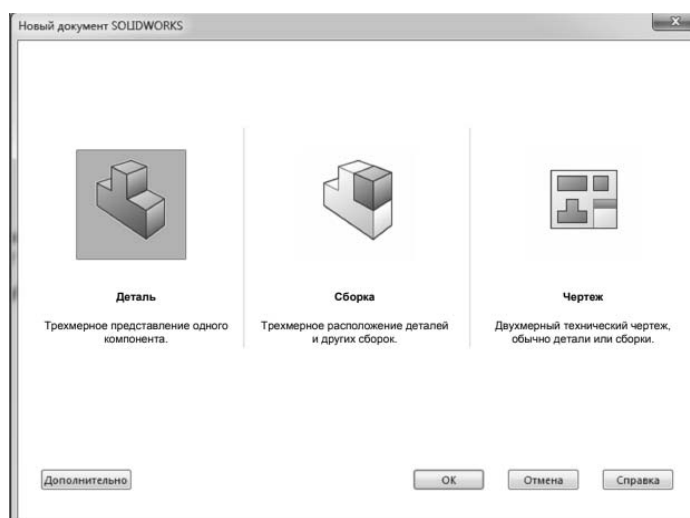 Новый документ SOLIDWORKS
Деталь
Трехмерное представление одного
компонента.
Сборка
Трехмерное расположение деталей
и других сборок.
Чертеж
Двухмерный технический чертеж,
обычно детали или сборки.
Дополнительно
OK
Отмена
Справка